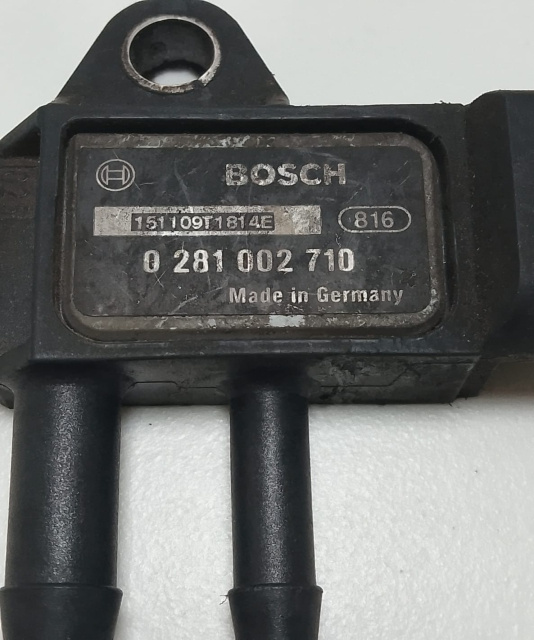 BOSCH
151109T1814E 816
0 281 002 710
Made in Germany